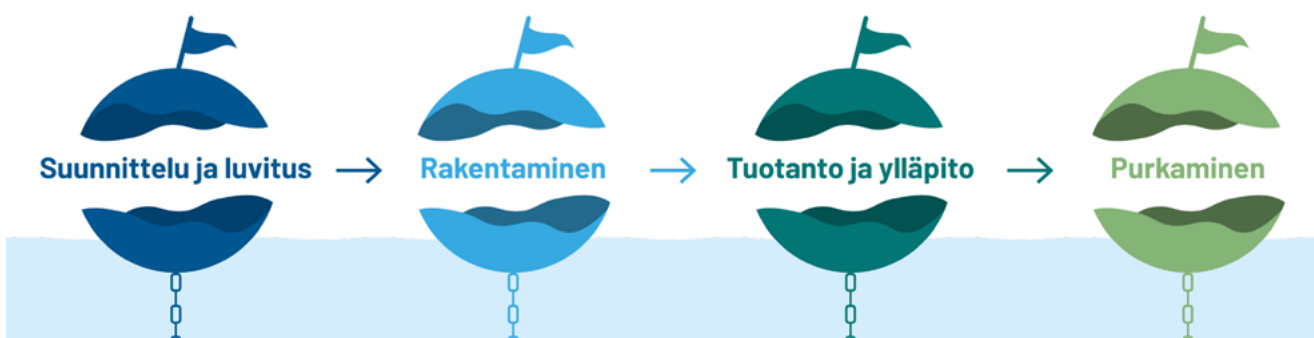 Suunnittelu ja luvitus → Rakentaminen → Tuotanto ja ylläpito → Purkaminen